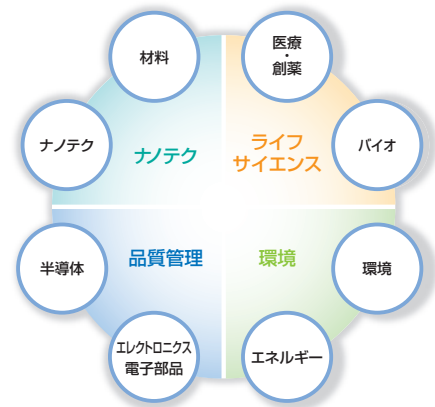 材料
医療
・
創薬
ナノテク
ナノテク
ライフ
サイエンス
バイオ
半導体
品質管理
環境
環境
エレクトロニクス
電子部品
エネルギー